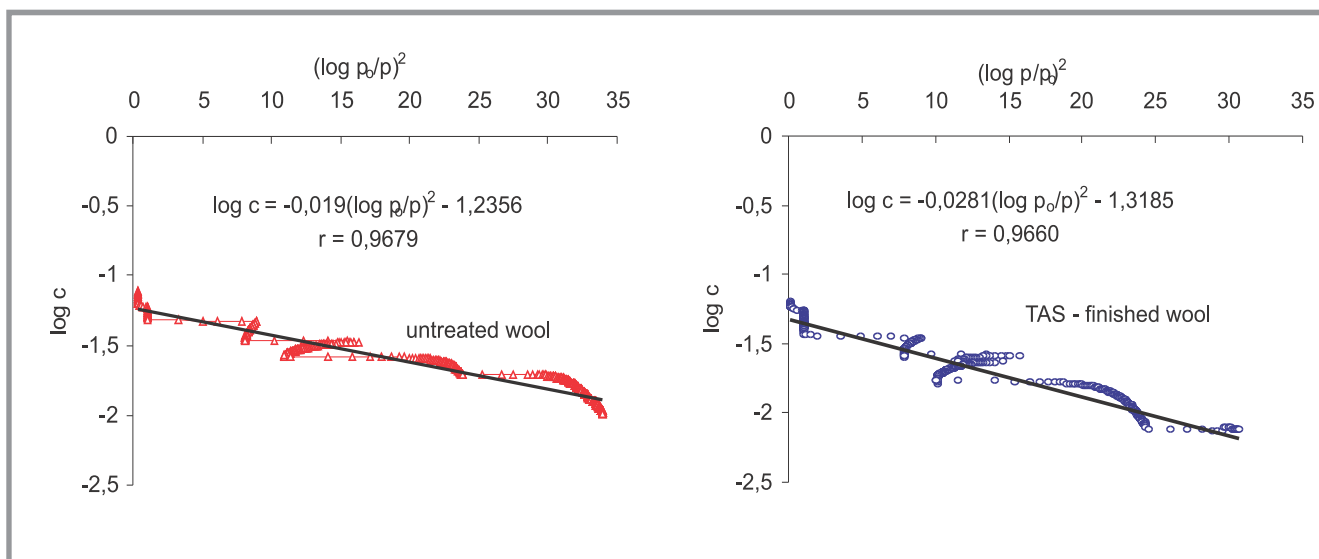 (log pₒ/p)²
0 5 10 15 20 25 30 35
0
-0,5
-1
-1,5
-2
-2,5
log c
log c = -0,019(log pₒ/p)² - 1,2356
r = 0,9679
untreated wool
(log p/pₒ)²
0 5 10 15 20 25 30 35
0
-0,5
-1
-1,5
-2
-2,5
log c
log c = -0,0281(log pₒ/p)² - 1,3185
r = 0,9660
TAS - finished wool